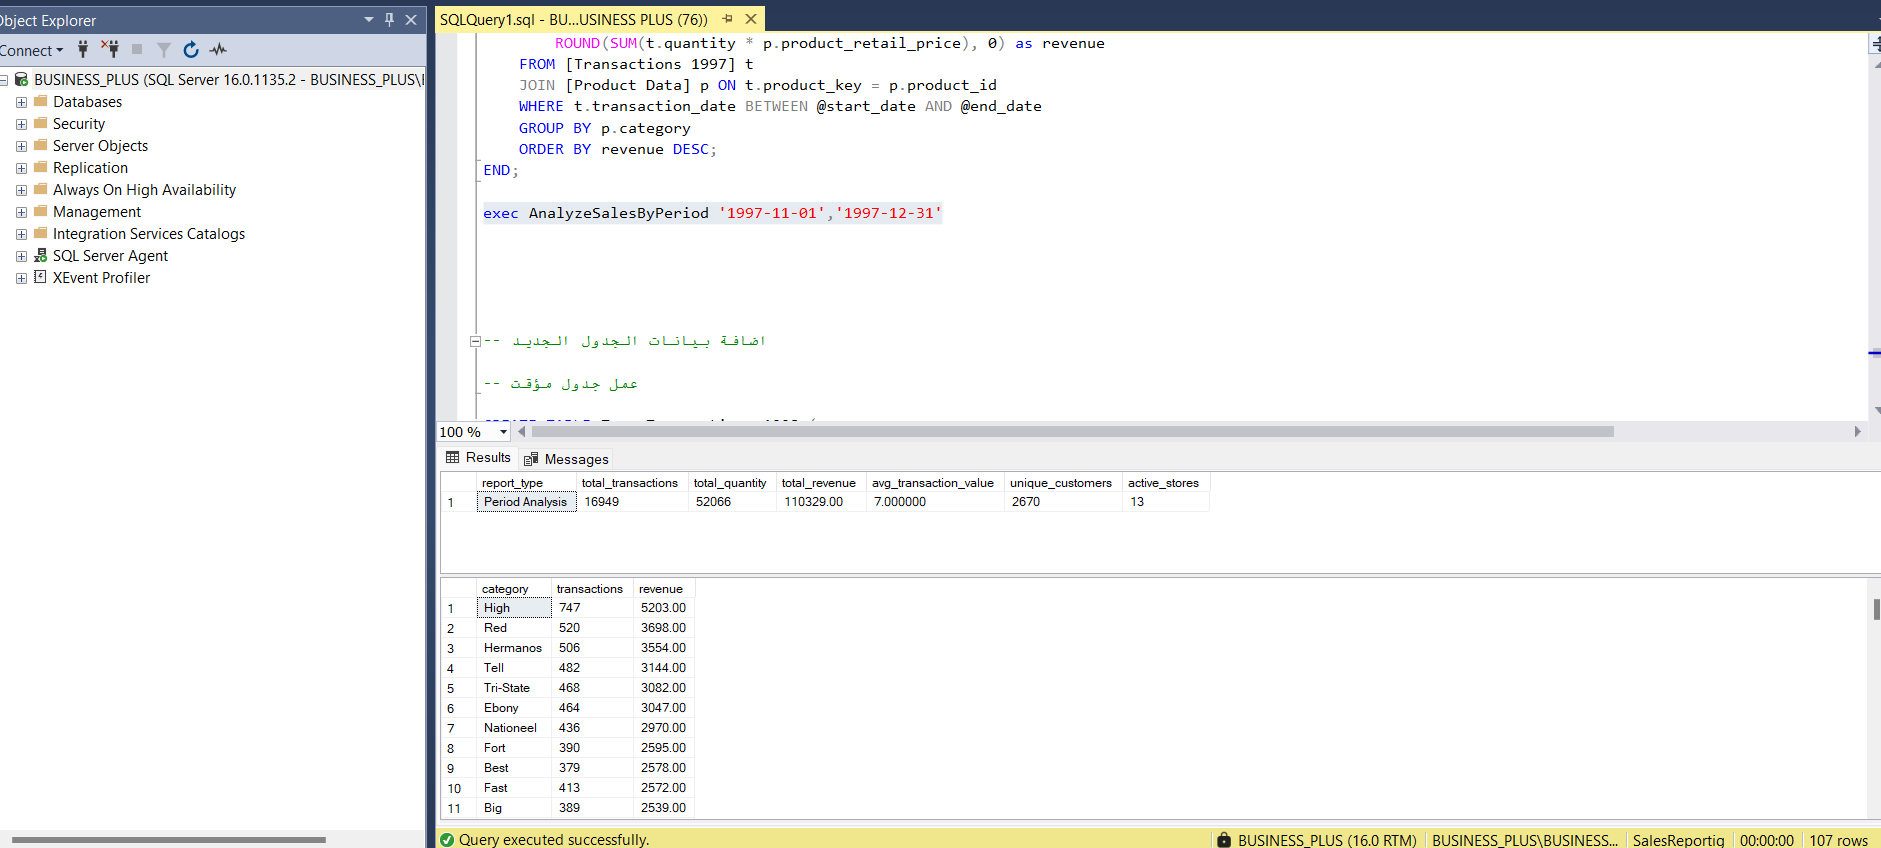 Object Explorer
Connect
BUSINESS_PLUS (SQL Server 16.0.1135.2 - BUSINESS_PLUS\
Databases
Security
Server Objects
Replication
Always On High Availability
Management
Integration Services Catalogs
SQL Server Agent
XEvent Profiler
SQLQuery1.sql - BU...USINESS PLUS (76))
ROUND(SUM(t.quantity * p.product_retail_price), 0) as revenue
FROM [Transactions 1997] t
JOIN [Product Data] p ON t.product_key = p.product_id
WHERE t.transaction_date BETWEEN @start_date AND @end_date
GROUP BY p.category
ORDER BY revenue DESC;
END;
exec AnalyzeSalesByPeriod '1997-11-01','1997-12-31'
-- اضافة بيانات الجدول الجديد
-- عمل جدول مؤقت
100 %
Results Messages
report_type total_transactions total_quantity total_revenue avg_transaction_value unique_customers active_stores
1 Period Analysis 16949 52066 110329.00 7.000000 2670 13
category transactions revenue
1 High 747 5203.00
2 Red 520 3698.00
3 Hermanos 506 3554.00
4 Tell 482 3144.00
5 Tri-State 468 3082.00
6 Ebony 464 3047.00
7 Nationeel 436 2970.00
8 Fort 390 2595.00
9 Best 379 2578.00
10 Fast 413 2572.00
11 Big 389 2539.00
Query executed successfully. BUSINESS_PLUS (16.0 RTM) BUSINESS_PLUS\BUSINESS... SalesReportig 00:00:00 107 rows